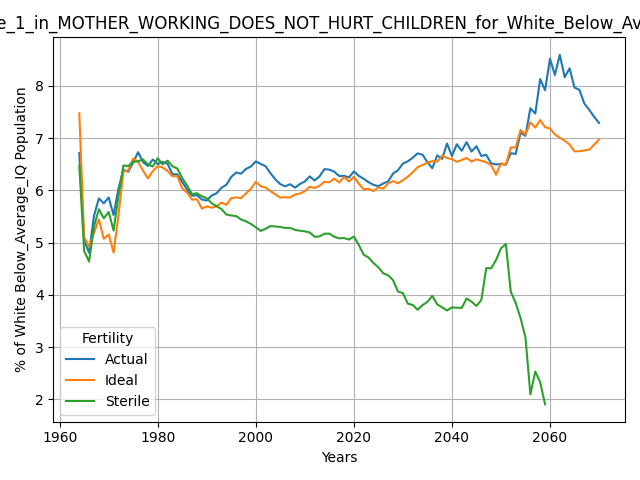 e_1_in_MOTHER_WORKING_DOES_NOT_HURT_CHILDREN_for_White_Below_Av
% of White Below_Average_IQ Population
8
7
6
5
4
3
2
Fertility
Actual
Ideal
Sterile
1960 1980 2000 2020 2040 2060
Years